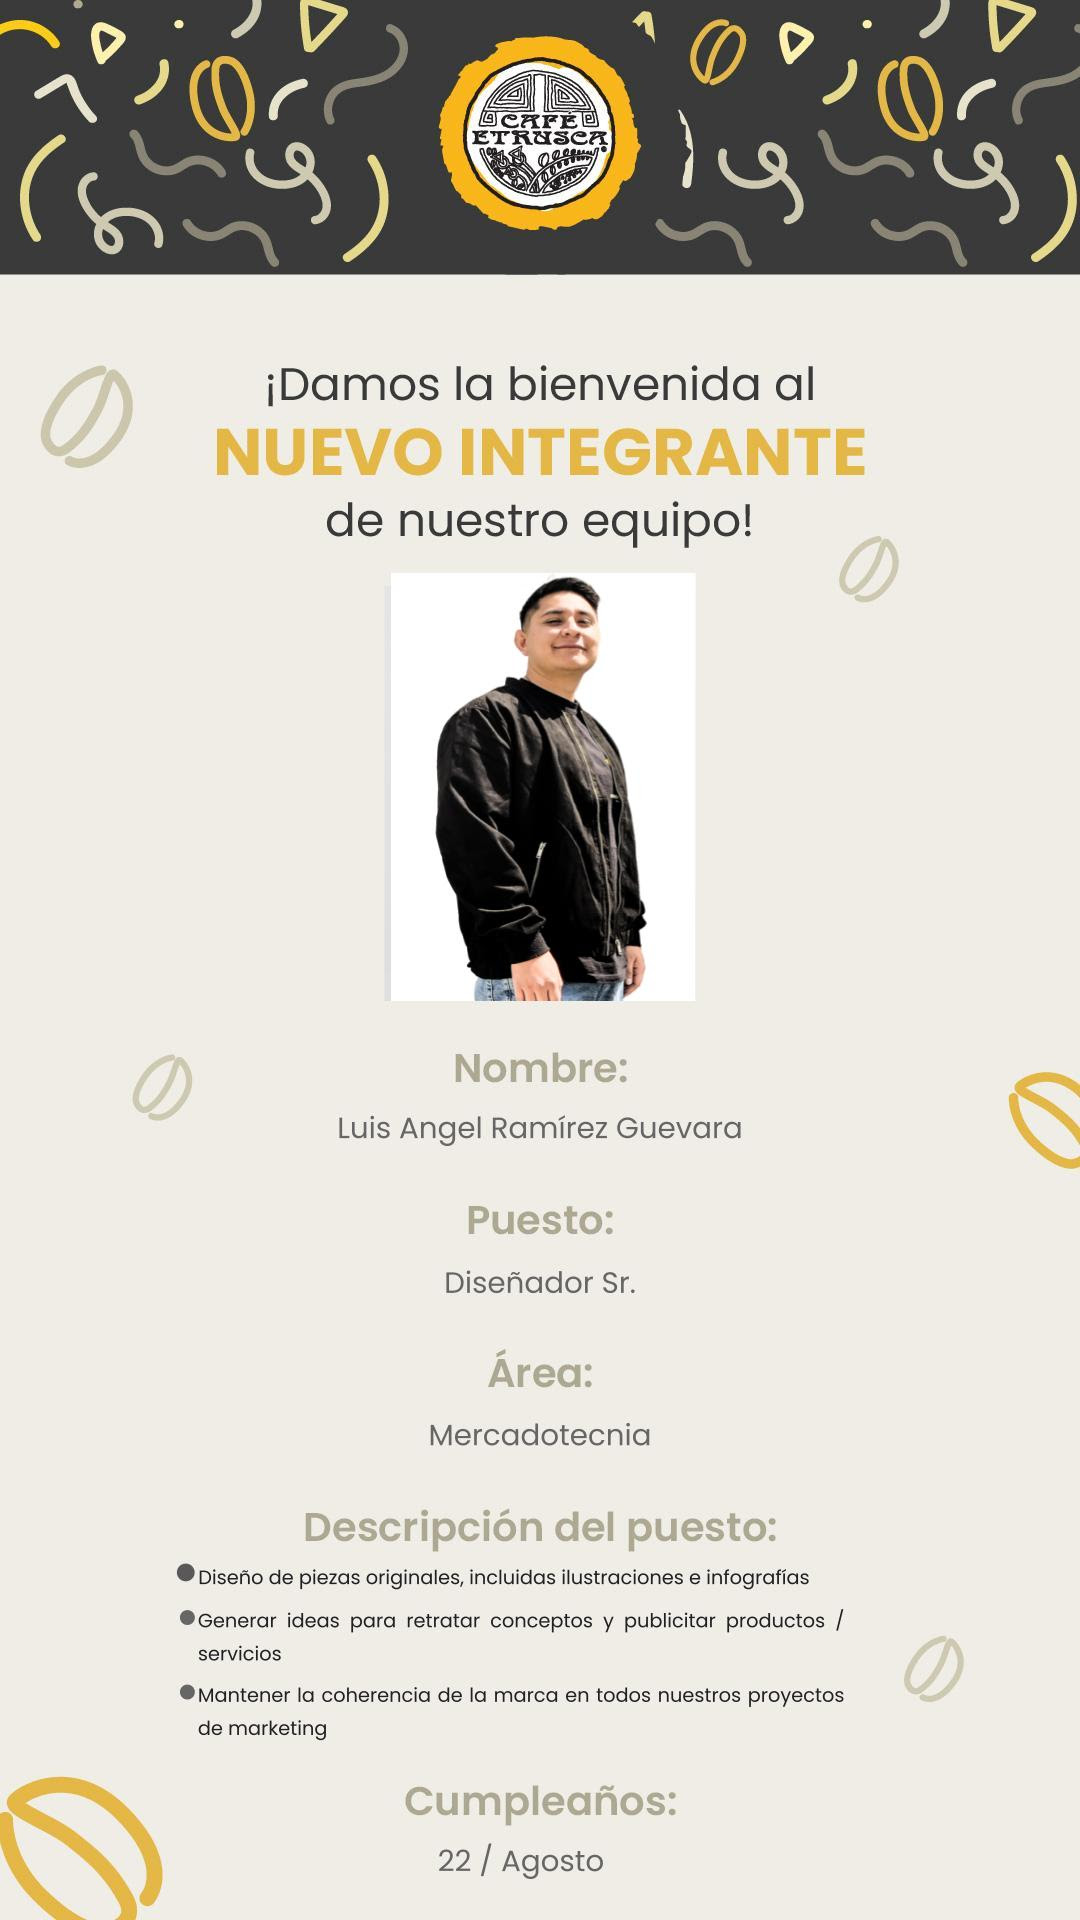 CAFÉ
ETRUSCA
¡Damos la bienvenida al
NUEVO INTEGRANTE
de nuestro equipo!
Nombre:
Luis Angel Ramírez Guevara
Puesto:
Diseñador Sr.
Área:
Mercadotecnia
Descripción del puesto:
Diseño de piezas originales, incluidas ilustraciones e infografías
Generar ideas para retratar conceptos y publicitar productos /
servicios
Mantener la coherencia de la marca en todos nuestros proyectos
de marketing
Cumpleaños:
22 / Agosto